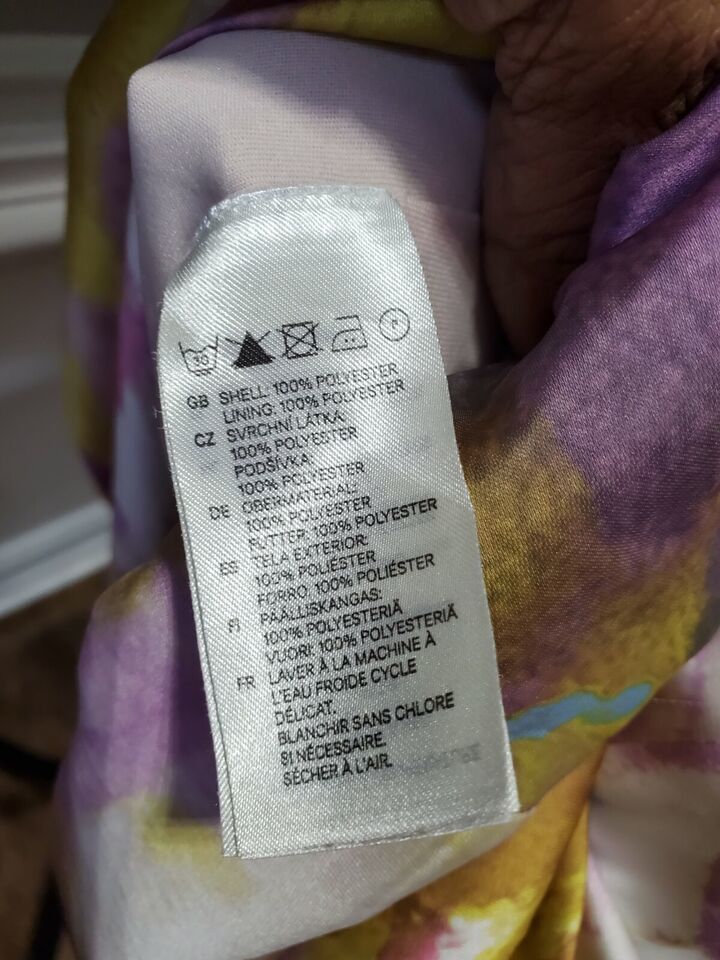 30
P
GB SHELL: 100% POLYESTER
LINING: 100% POLYESTER
CZ SVRCHNÍ LÁTKA:
100% POLYESTER
PODŠÍVKA:
100% POLYESTER
DE OBERMATERIAL:
100% POLYESTER
FUTTER: 100% POLYESTER
ES TELA EXTERIOR:
100% POLIÉSTER
FORRO: 100% POLIÉSTER
FI PÄÄLLISKANGAS:
100% POLYESTERIÄ
VUORI: 100% POLYESTERIÄ
FR LAVER À LA MACHINE À
L'EAU FROIDE CYCLE
DÉLICAT.
BLANCHIR SANS CHLORE
SI NÉCESSAIRE.
SÉCHER À L'AIR.